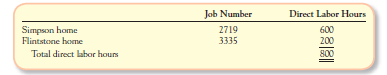 Job Number Direct Labor Hours
Simpson home 2719 600
Flintstone home 3335 200
Total direct labor hours 800